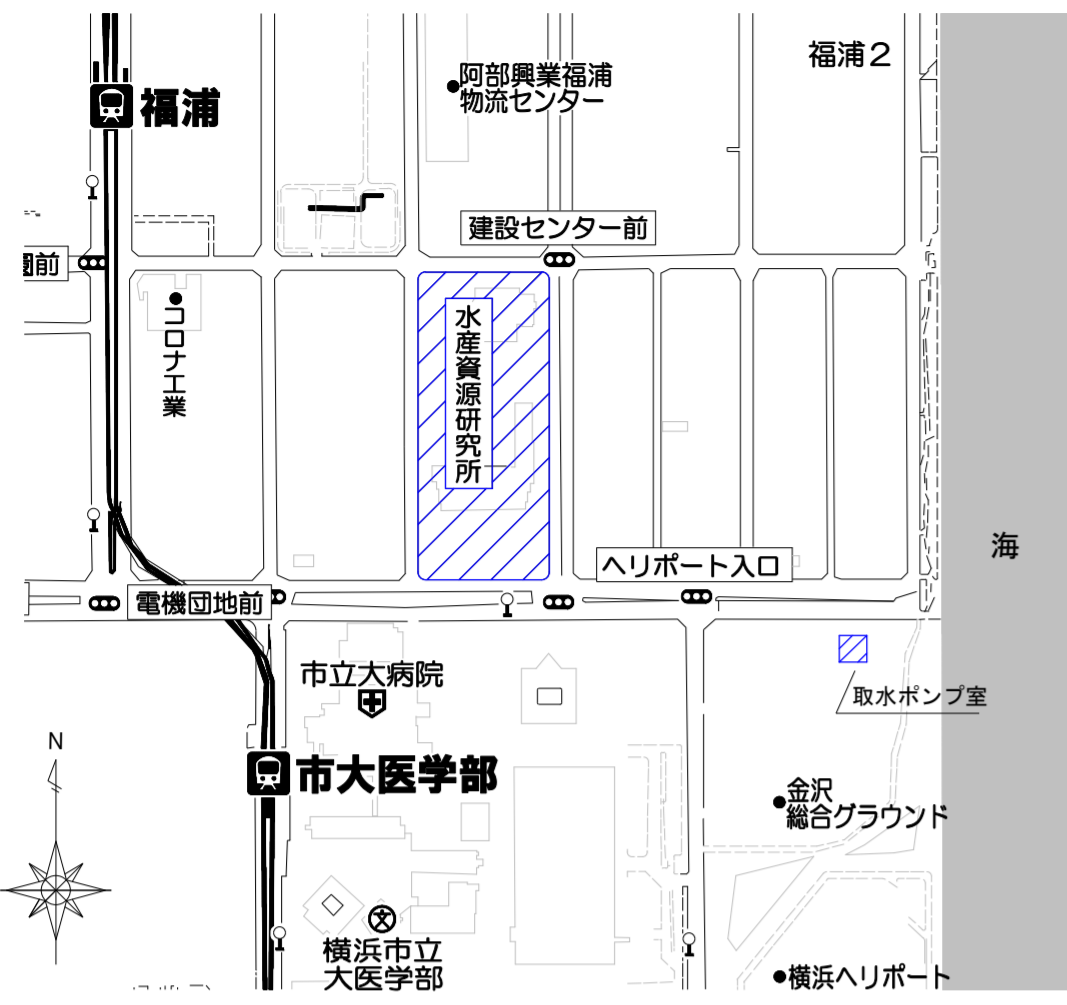 福浦2
阿部興業福浦
物流センター
福浦
建設センター前
園前
コロナ工業
水産資源研究所
海
ヘリポート入口
電機団地前
市立大病院
取水ポンプ室
N
市大医学部
金沢
総合グラウンド
文
横浜市立
大医学部
横浜ヘリポート